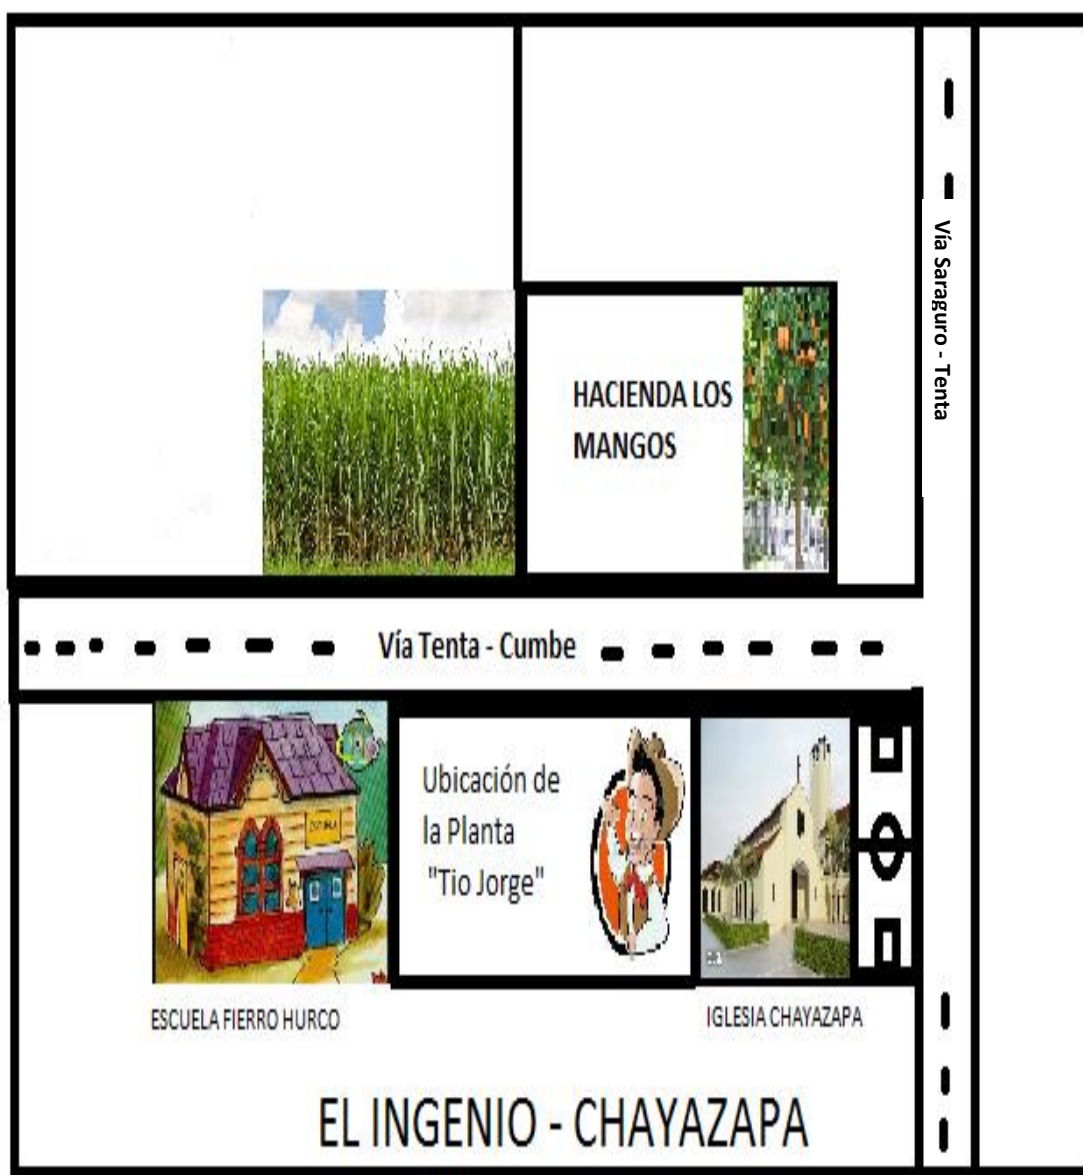 Vía Saraguro - Tenta
HACIENDA LOS
MANGOS
Vía Tenta - Cumbe
Ubicación de
la Planta
"Tio Jorge"
ESCUELA FIERRO HURCO
IGLESIA CHAYAZAPA
EL INGENIO - CHAYAZAPA